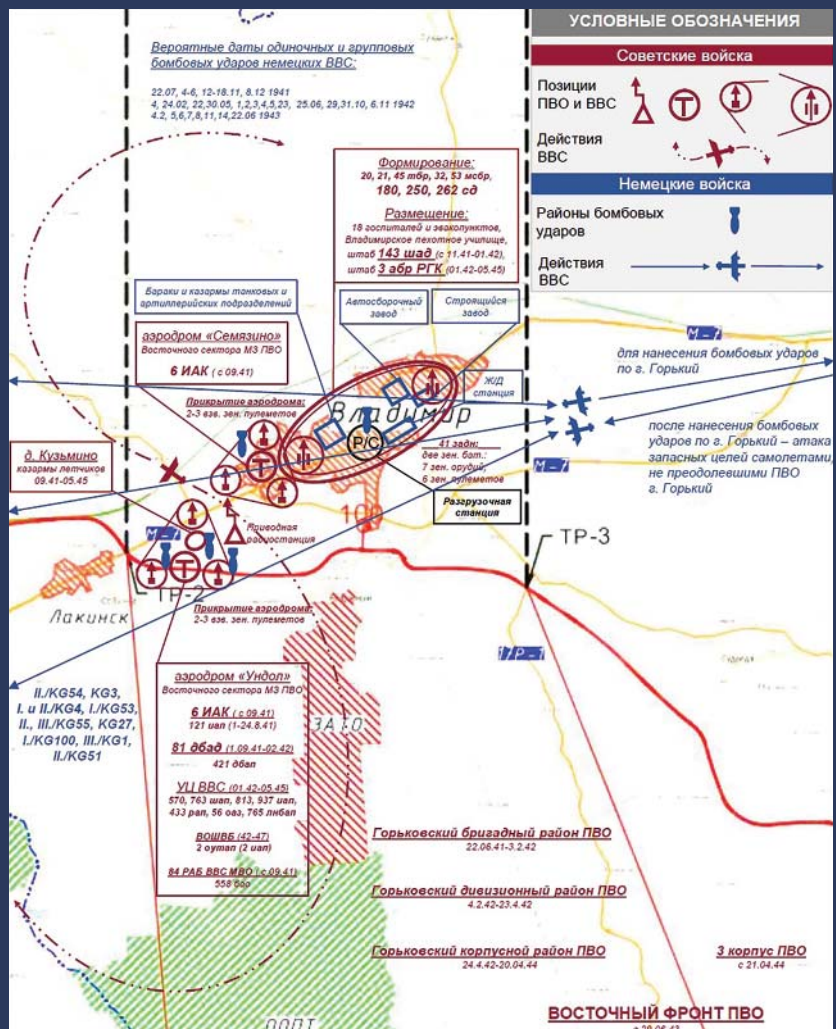 УСЛОВНЫЕ ОБОЗНАЧЕНИЯ
Советские войска
Позиции
ПВО и ВВС
Действия
ВВС
Немецкие войска
Районы бомбовых
ударов
Действия
ВВС
Вероятные даты одиночных и групповых
бомбовых ударов немецких ВВС:
22.07, 4-6, 12-18.11, 8.12 1941
4, 24.02, 22,30.05, 1,2,3,4,5,23, 25.06, 29,31.10, 6.11 1942
4.2, 5,6,7,8,11,14,22.06 1943
Формирование:
20, 21, 45 тбр, 32, 53 мсбр,
180, 250, 262 сд
Размещение:
18 госпиталей и эвакопунктов,
Владимирское пехотное училище,
штаб 143 шад (с 11.41-01.42),
штаб 3 абр РГК (01.42-05.45)
Бараки и казармы танковых и
артиллерийских подразделений
Автосборочный
завод
Строящийся
завод
аэродром «Семязино»
Восточного сектора МЗ ПВО
6 ИАК ( с 09.41)
М-7
для нанесения бомбовых ударов
по г. Горький
Ж/Д
станция
Прикрытие аэродрома:
2-3 взв. зен. пулеметов
Владимир
Р/С
41 задн:
две зен. бат.:
7 зен. орудий,
6 зен. пулеметов
после нанесения бомбовых
ударов по г. Горький – атака
запасных целей самолетами,
не преодолевшими ПВО
г. Горький
М-7
д. Кузьмино
казармы летчиков
09.41-05.45
Разгрузочная
станция
100
М-7
Приводная
радиостанция
ТР-3
ТР-2
Лакинск
Прикрытие аэродрома:
2-3 взв. зен. пулеметов
17Р-1
II./KG54, KG3,
I. и II./KG4, I./KG53,
II., III./KG55, KG27,
I./KG100, III./KG1,
II./KG51
аэродром «Ундол»
Восточного сектора МЗ ПВО
6 ИАК ( с 09.41)
121 иап (1-24.8.41)
81 дбад (1.09.41-02.42)
421 дбап
УЦ ВВС (01.42-05.45)
570, 763 шап, 813, 937 иап,
433 рап, 56 оаз, 765 лнбап
ВОШВБ (42-47)
2 оутап (2 иап)
84 РАБ ВВС МВО ( с 09.41)
558 бао
ЗАТО
Горьковский бригадный район ПВО
22.06.41-3.2.42
Горьковский дивизионный район ПВО
4.2.42-23.4.42
Горьковский корпусной район ПВО
24.4.42-20.04.44
3 корпус ПВО
с 21.04.44
ВОСТОЧНЫЙ ФРОНТ ПВО
ООПТ